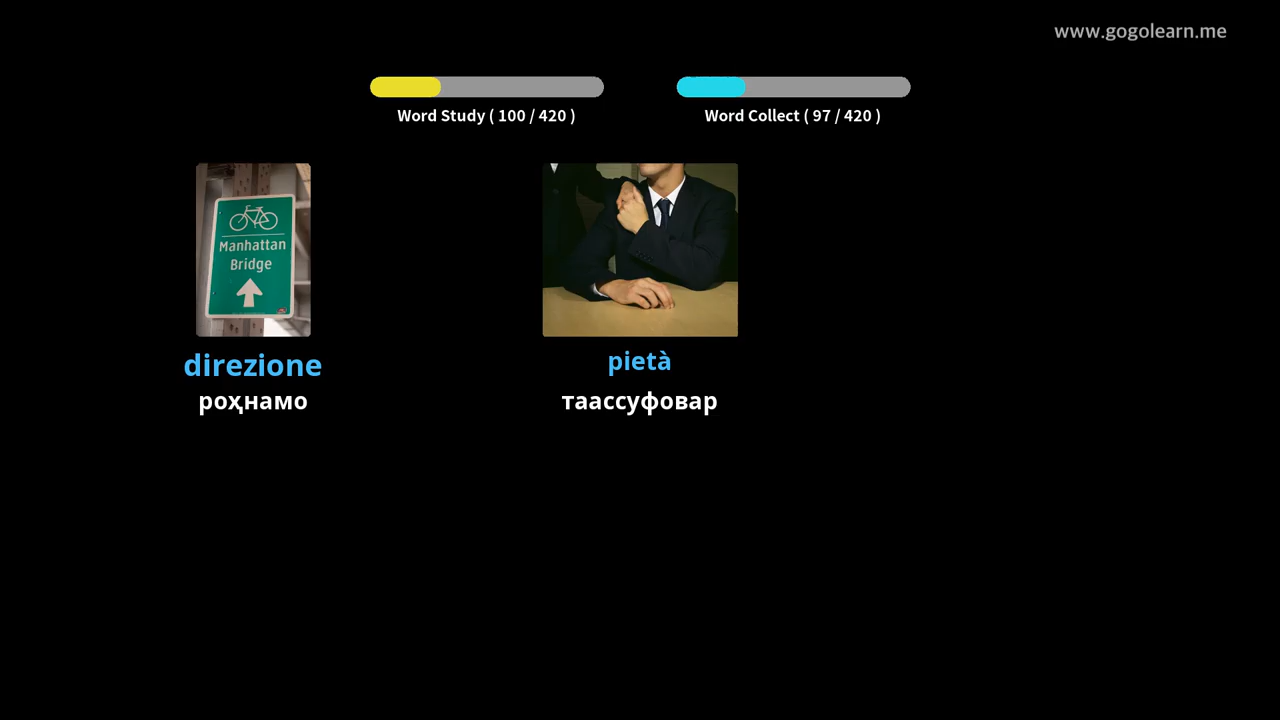 www.gogolearn.me
Word Study ( 100 / 420 )
Word Collect ( 97 / 420 )
Manhattan
Bridge
direzione
роҳнамо
pietà
таассуфовар